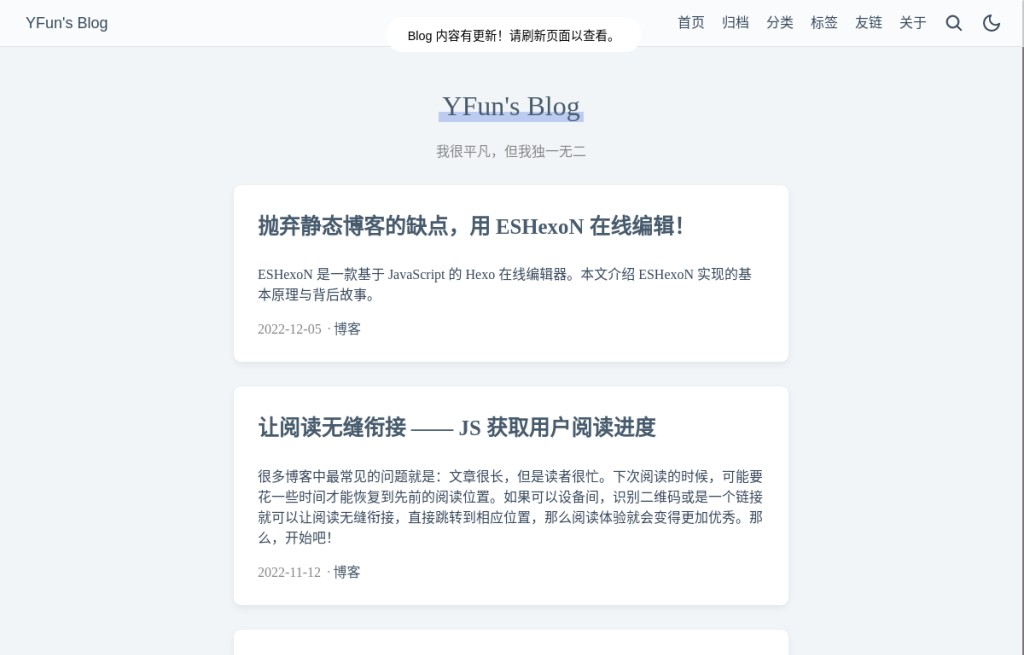 YFun's Blog
Blog 内容有更新！请刷新页面以查看。
首页 归档 分类 标签 友链 关于
YFun's Blog
我很平凡，但我独一无二
抛弃静态博客的缺点，用 ESHexoN 在线编辑！
ESHexoN 是一款基于 JavaScript 的 Hexo 在线编辑器。本文介绍 ESHexoN 实现的基
本原理与背后故事。
2022-12-05 · 博客
让阅读无缝衔接 —— JS 获取用户阅读进度
很多博客中最常见的问题就是：文章很长，但是读者很忙。下次阅读的时候，可能要
花一些时间才能恢复到先前的阅读位置。如果可以设备间，识别二维码或是一个链接
就可以让阅读无缝衔接，直接跳转到相应位置，那么阅读体验就会变得更加优秀。那
么，开始吧！
2022-11-12 · 博客